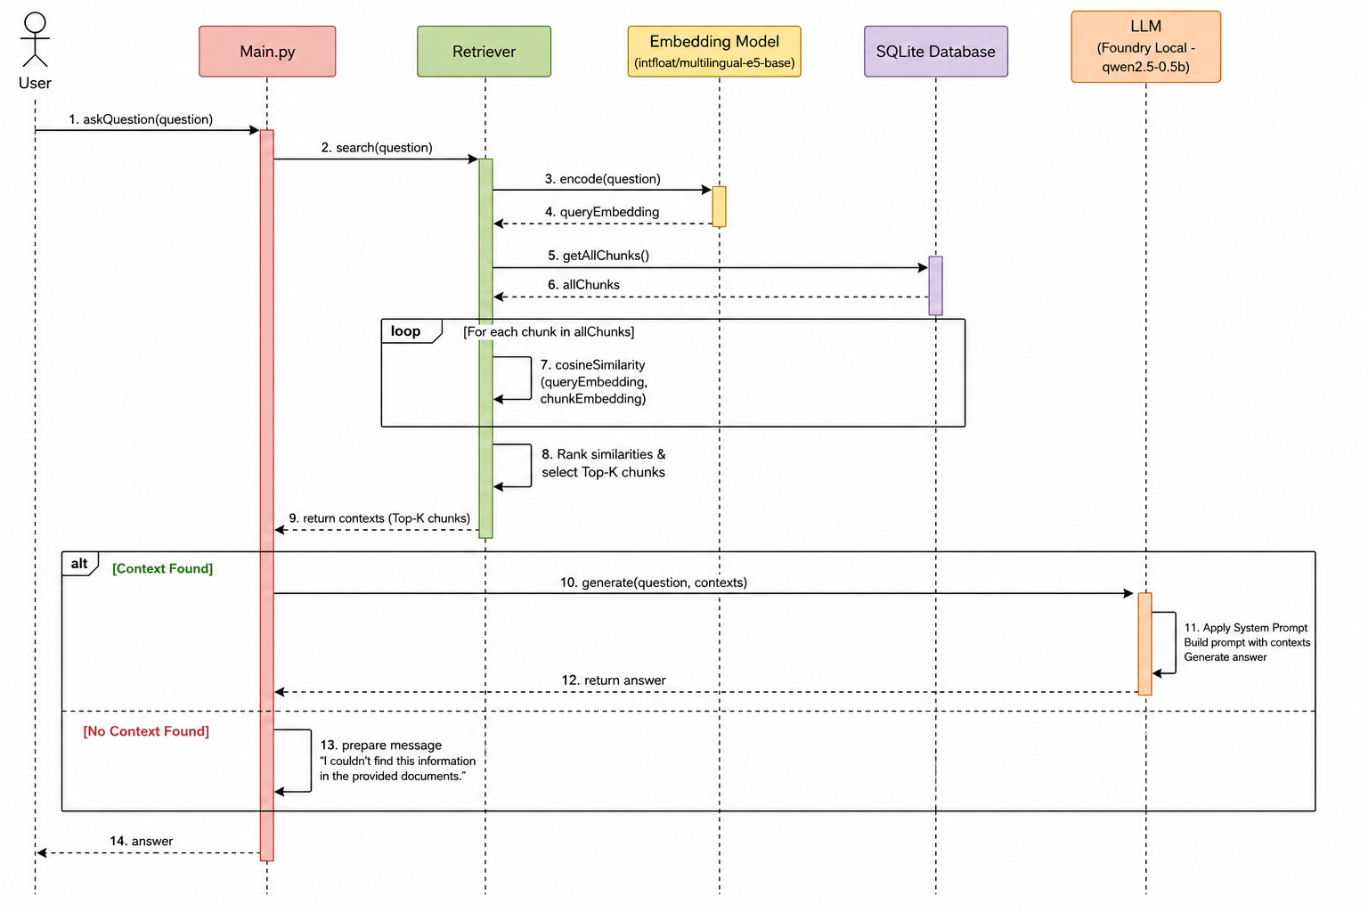 User
Main.py
Retriever
Embedding Model
(intfloat/multilingual-e5-base)
SQLite Database
LLM
(Foundry Local -
qwen2.5-0.5b)
1. askQuestion(question)
2. search(question)
3. encode(question)
4. queryEmbedding
5. getAllChunks()
6. allChunks
loop
[For each chunk in allChunks]
7. cosineSimilarity
(queryEmbedding,
chunkEmbedding)
8. Rank similarities &
select Top-K chunks
9. return contexts (Top-K chunks)
alt
[Context Found]
10. generate(question, contexts)
11. Apply System Prompt
Build prompt with contexts
Generate answer
12. return answer
[No Context Found]
13. prepare message
"I couldn't find this information
in the provided documents."
14. answer